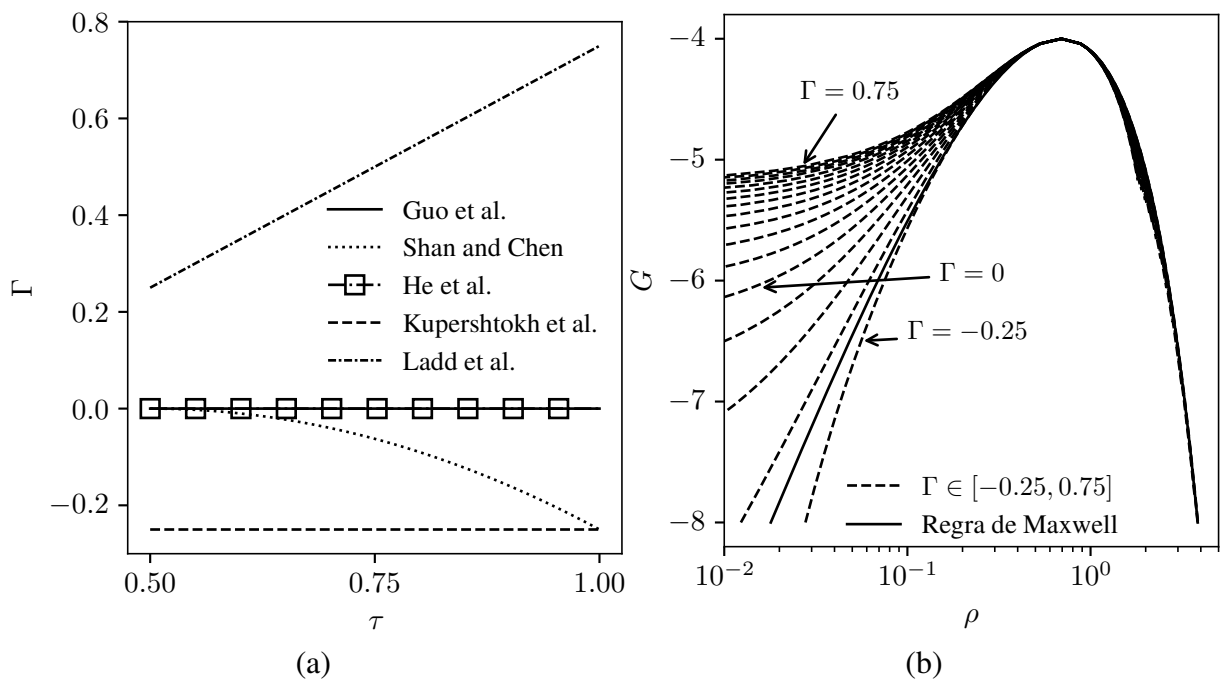 0.8
0.6
0.4
0.2
0.0
−0.2
Γ
Guo et al.
Shan and Chen
He et al.
Kupershtokh et al.
Ladd et al.
0.50 0.75 1.00
τ
(a)
−4
−5
−6
−7
−8
G
Γ = 0.75
Γ = 0
Γ = −0.25
Γ ∈ [−0.25, 0.75]
Regra de Maxwell
10⁻² 10⁻¹ 10⁰
ρ
(b)